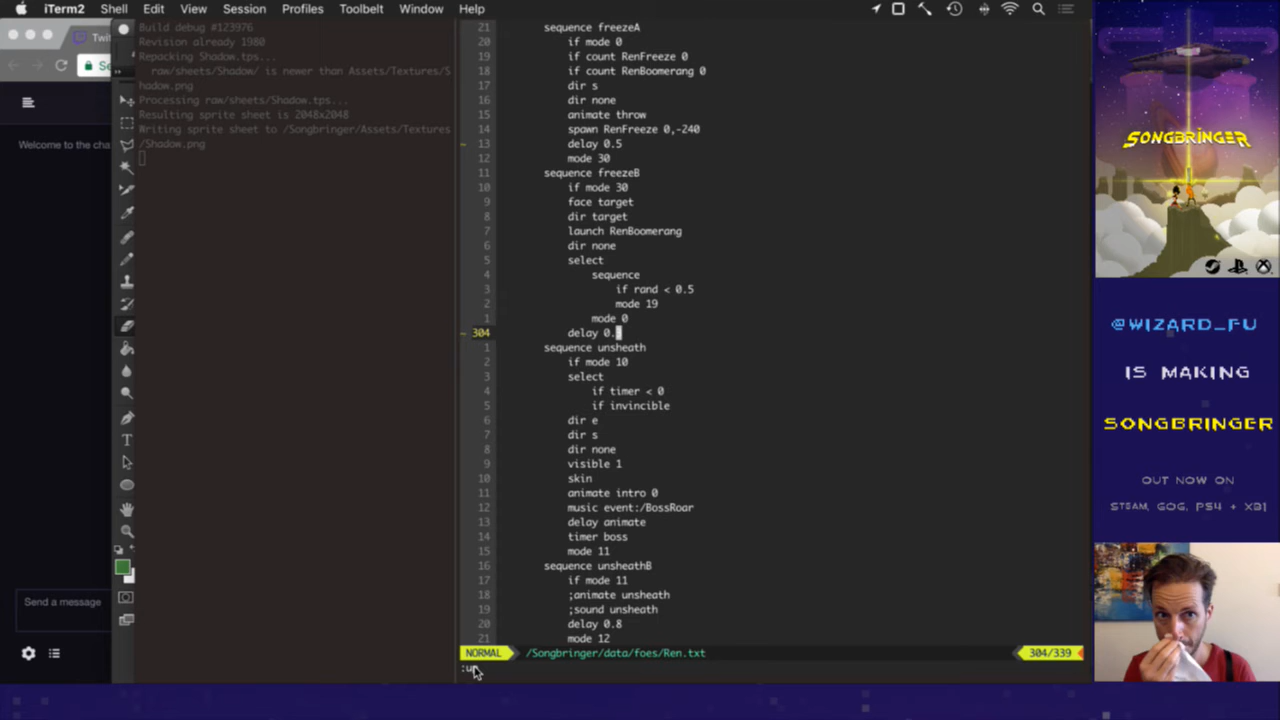 iTerm2 Shell Edit View Session Profiles Toolbelt Window Help
Twit
Se
Welcome to the cha
Send a message
Build debug #123976
Revision already 1980
Repacking Shadow.tps...
raw/sheets/Shadow/ is newer than Assets/Textures/S
hadow.png
Processing raw/sheets/Shadow.tps...
Resulting sprite sheet is 2048x2048
Writing sprite sheet to /Songbringer/Assets/Textures
/Shadow.png
T
21 sequence freezeA
20 if mode 0
19 if count RenFreeze 0
18 if count RenBoomerang 0
17 dir s
16 dir none
15 animate throw
14 spawn RenFreeze 0,-240
~ 13 delay 0.5
12 mode 30
11 sequence freezeB
10 if mode 30
9 face target
8 dir target
7 launch RenBoomerang
6 dir none
5 select
4 sequence
3 if rand < 0.5
2 mode 19
1 mode 0
~ 304 delay 0.
1 sequence unsheath
2 if mode 10
3 select
4 if timer < 0
5 if invincible
6 dir e
7 dir s
8 dir none
9 visible 1
10 skin
11 animate intro 0
12 music event:/BossRoar
13 delay animate
14 timer boss
15 mode 11
16 sequence unsheathB
17 if mode 11
18 ;animate unsheath
19 ;sound unsheath
20 delay 0.8
21 mode 12
NORMAL /Songbringer/data/foes/Ren.txt 304/339
SONGBRINGER
@WIZARD_FU
IS MAKING
SONGBRINGER
OUT NOW ON
STEAM, GOG, PS4 + XB1